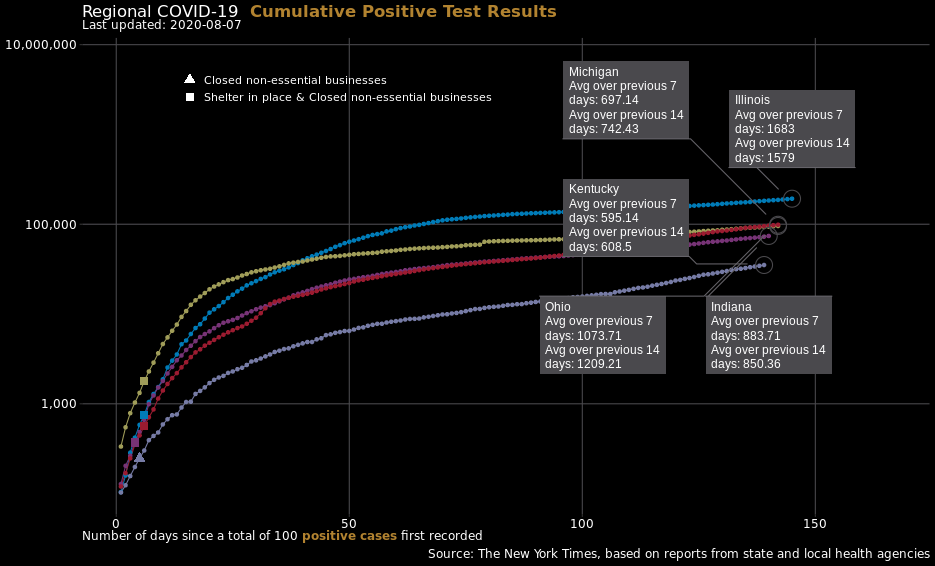 Regional COVID-19 Cumulative Positive Test Results
Last updated: 2020-08-07
10,000,000
100,000
1,000
Closed non-essential businesses
Shelter in place & Closed non-essential businesses
Michigan
Avg over previous 7
days: 697.14
Avg over previous 14
days: 742.43
Illinois
Avg over previous 7
days: 1683
Avg over previous 14
days: 1579
Kentucky
Avg over previous 7
days: 595.14
Avg over previous 14
days: 608.5
Ohio
Avg over previous 7
days: 1073.71
Avg over previous 14
days: 1209.21
Indiana
Avg over previous 7
days: 883.71
Avg over previous 14
days: 850.36
0
50
100
150
Number of days since a total of 100 positive cases first recorded
Source: The New York Times, based on reports from state and local health agencies